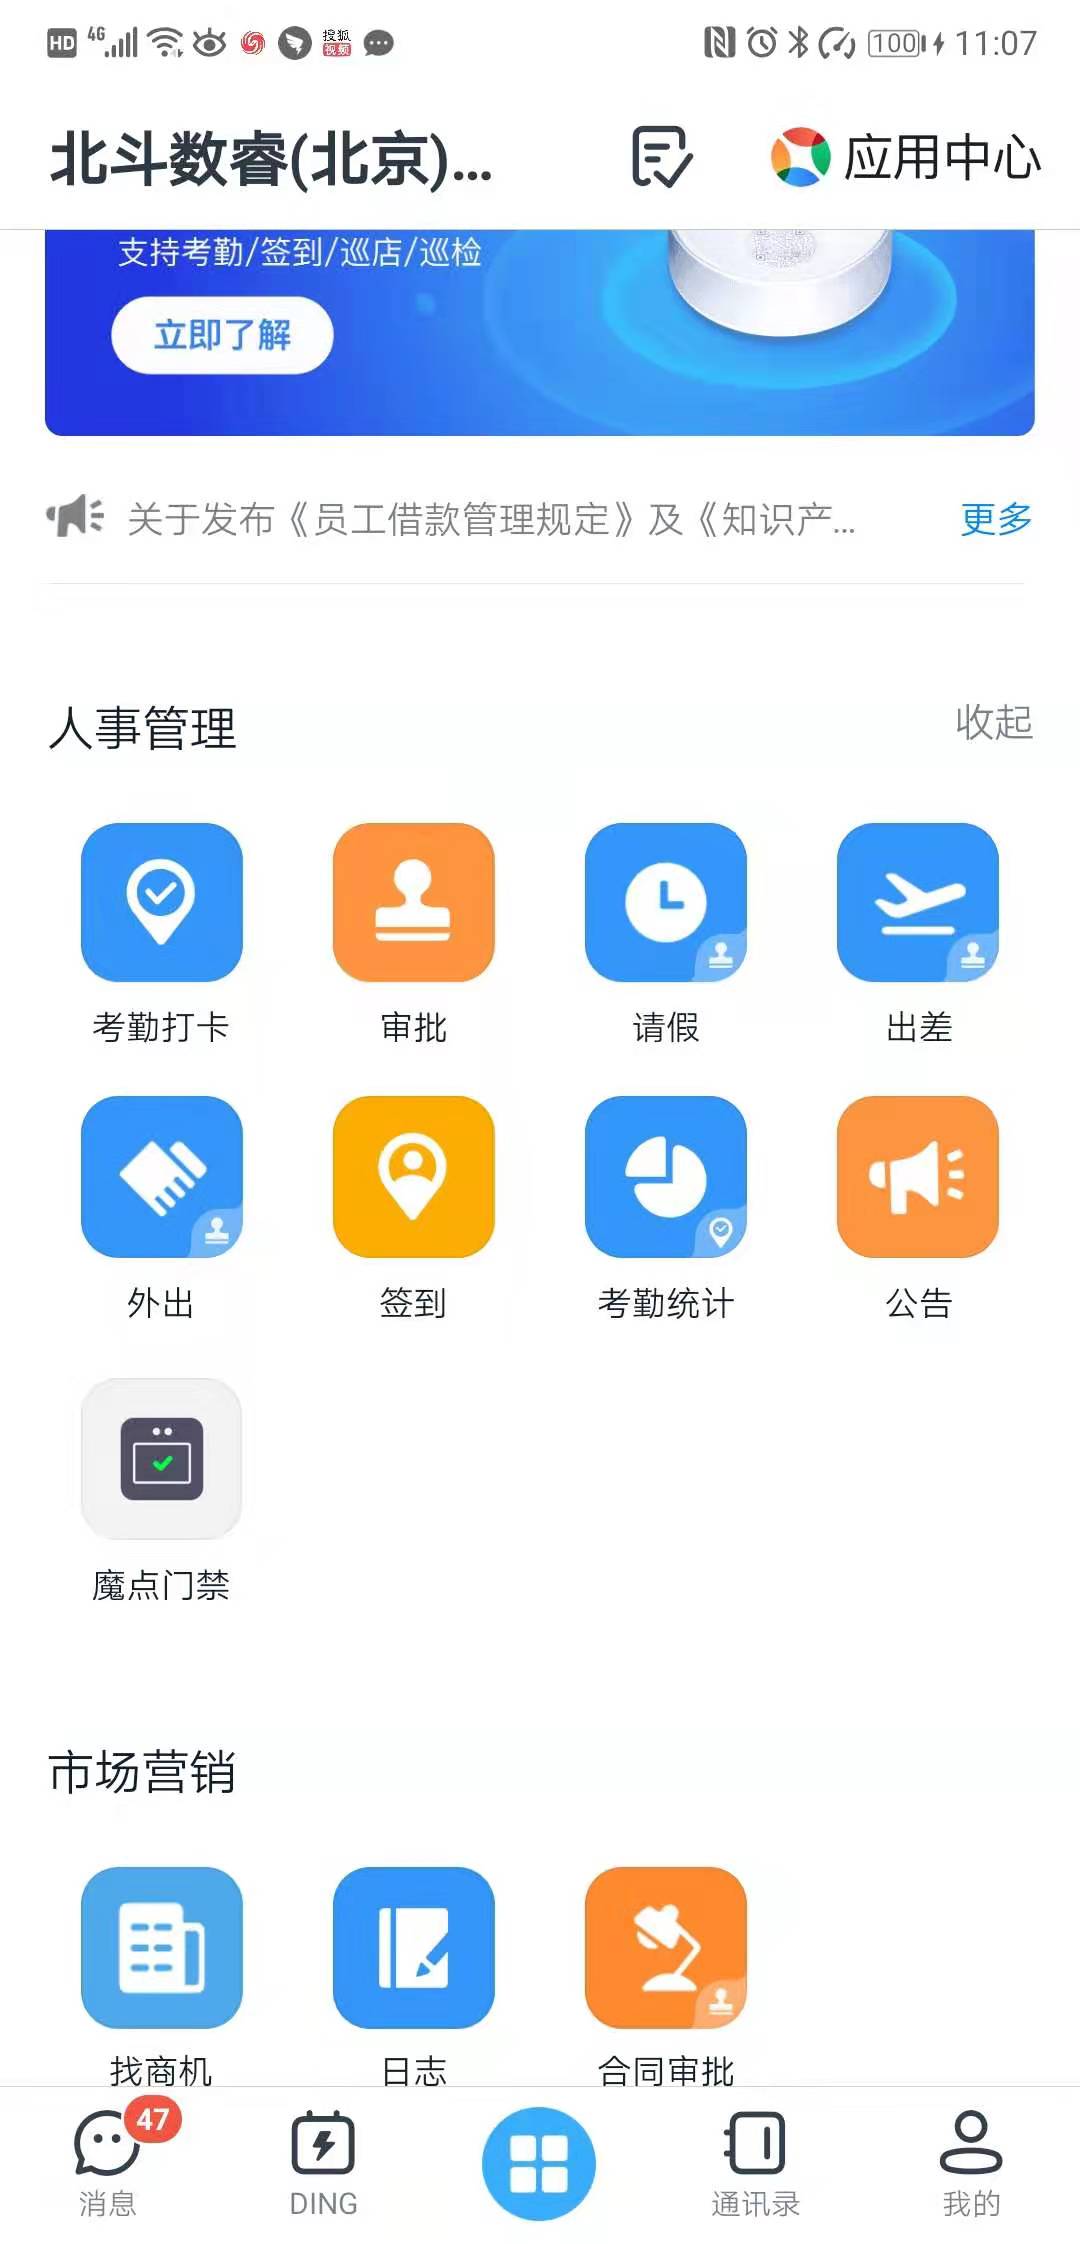 HD 4G 搜狐视频 100 11:07
北斗数睿(北京)... 应用中心
支持考勤/签到/巡店/巡检
立即了解
关于发布《员工借款管理规定》及《知识产... 更多
人事管理 收起
考勤打卡 审批 请假 出差
外出 签到 考勤统计 公告
魔点门禁
市场营销
找商机 日志 合同审批
47
消息 DING 通讯录 我的